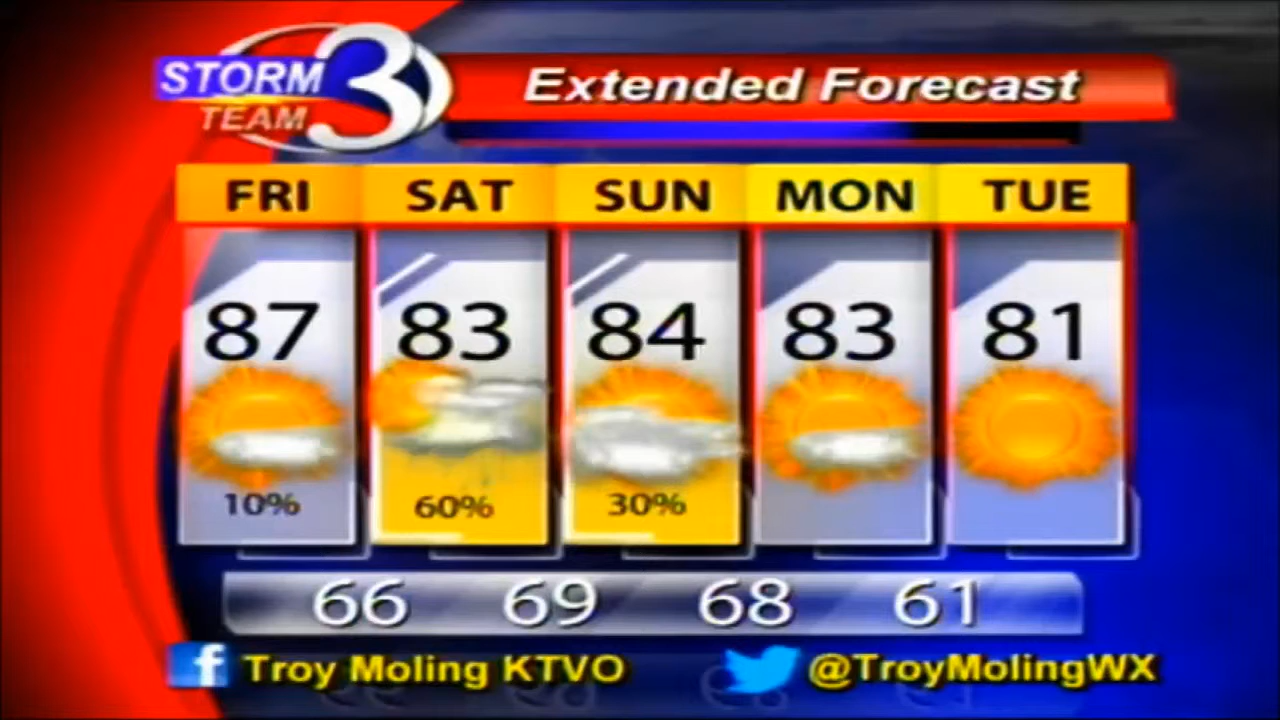 STORM 3
TEAM
Extended Forecast
FRI SAT SUN MON TUE
87 83 84 83 81
10% 60% 30%
66 69 68 61
f Troy Moling KTVO @TroyMolingWX